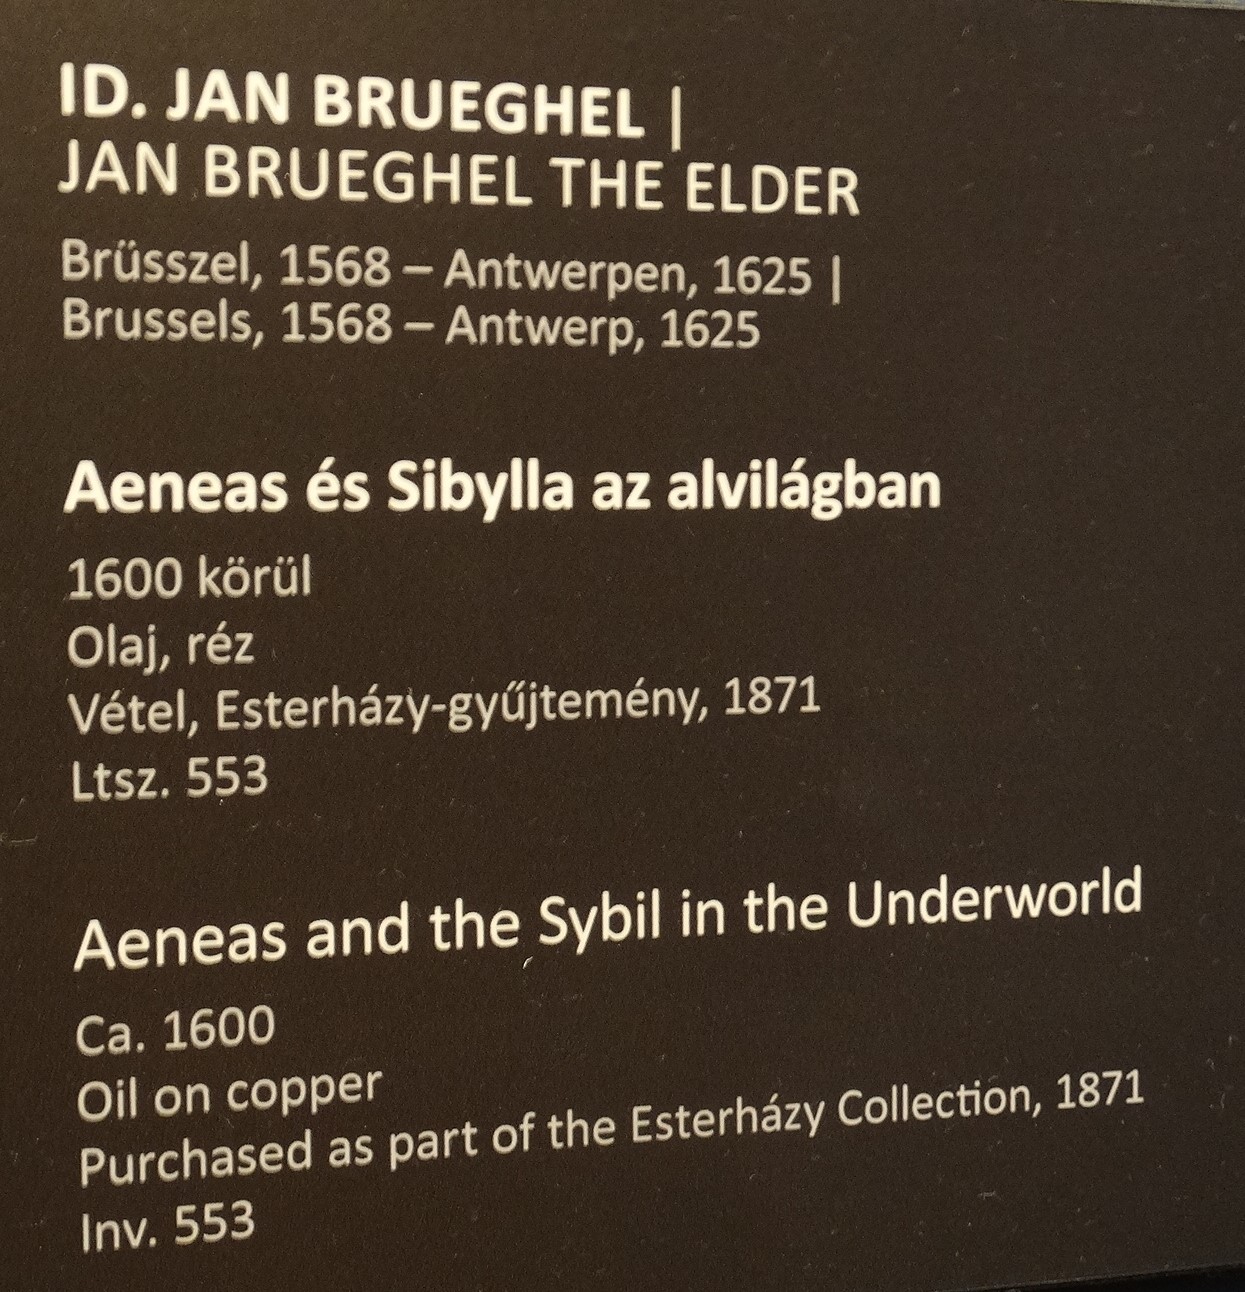 ID. JAN BRUEGHEL |
JAN BRUEGHEL THE ELDER
Brüsszel, 1568 – Antwerpen, 1625 |
Brussels, 1568 – Antwerp, 1625
Aeneas és Sibylla az alvilágban
1600 körül
Olaj, réz
Vétel, Esterházy-gyűjtemény, 1871
Ltsz. 553
Aeneas and the Sybil in the Underworld
Ca. 1600
Oil on copper
Purchased as part of the Esterházy Collection, 1871
Inv. 553